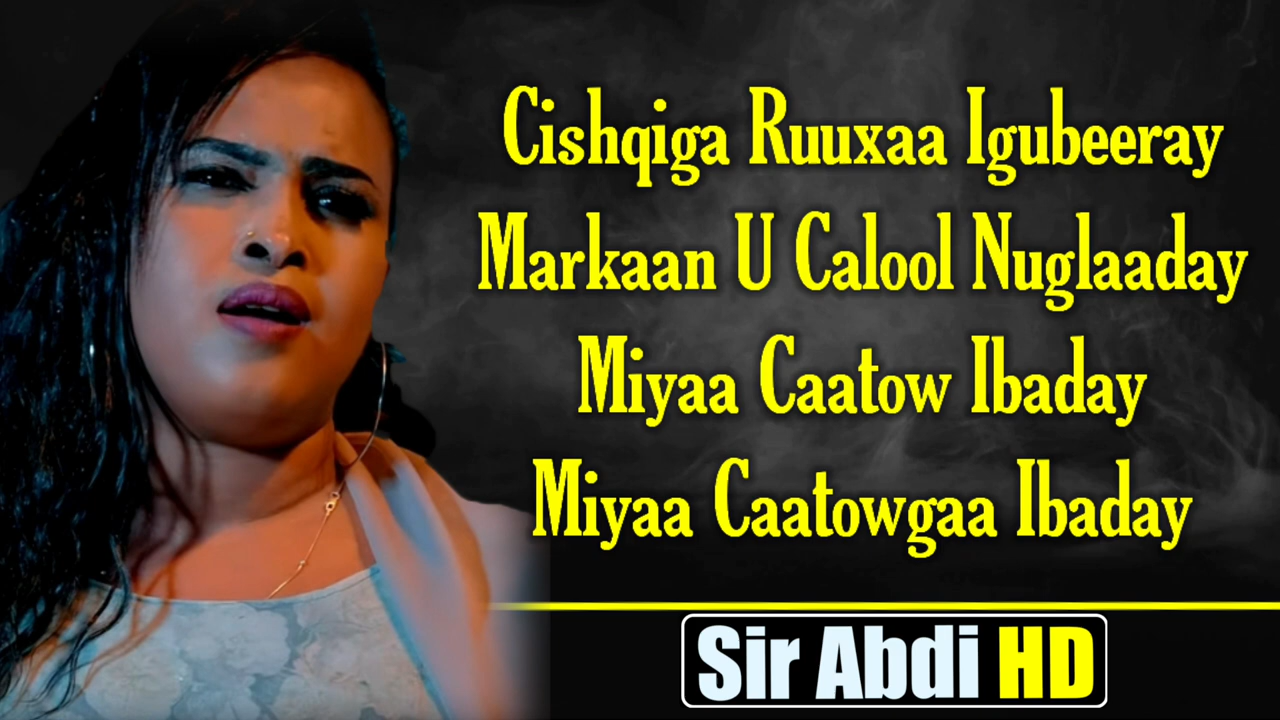 Cishqiga Ruuxaa Igubeeray
Markaan U Calool Nuglaaday
Miyaa Caatow Ibaday
Miyaa Caatowgaa Ibaday
Sir Abdi HD